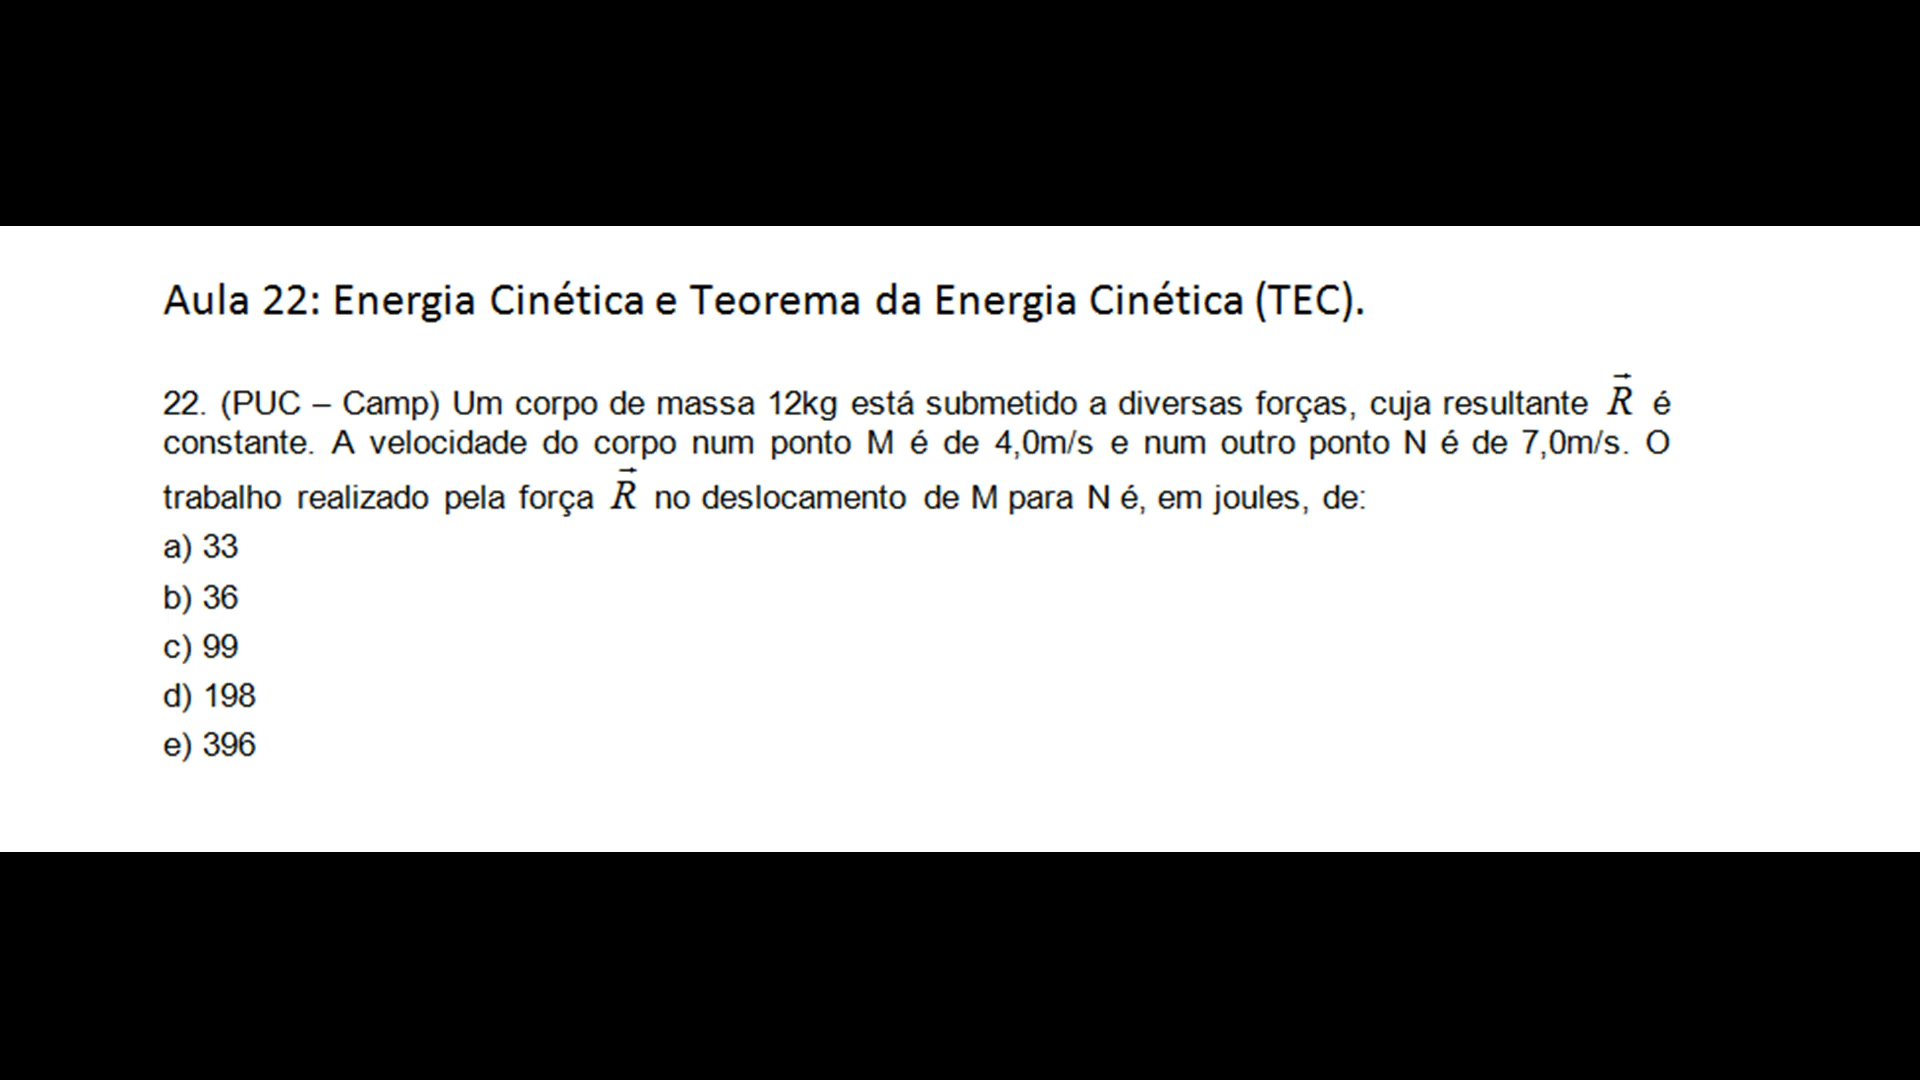 Aula 22: Energia Cinética e Teorema da Energia Cinética (TEC).
22. (PUC – Camp) Um corpo de massa 12kg está submetido a diversas forças, cuja resultante R⃗ é
constante. A velocidade do corpo num ponto M é de 4,0m/s e num outro ponto N é de 7,0m/s. O
trabalho realizado pela força R⃗ no deslocamento de M para N é, em joules, de:
a) 33
b) 36
c) 99
d) 198
e) 396